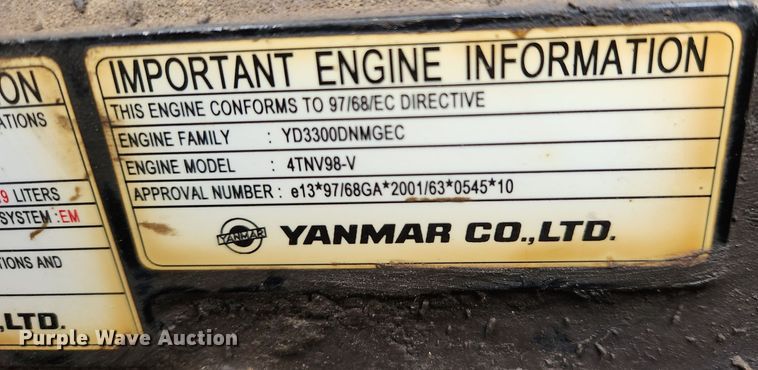 ION
ATIONS
9 LITERS
SYSTEM :EM
TIONS AND
.,LTD.
IMPORTANT ENGINE INFORMATION
THIS ENGINE CONFORMS TO 97/68/EC DIRECTIVE
ENGINE FAMILY : YD3300DNMGEC
ENGINE MODEL : 4TNV98-V
APPROVAL NUMBER : e13*97/68GA*2001/63*0545*10
YANMAR YANMAR CO.,LTD.
Purple Wave Auction